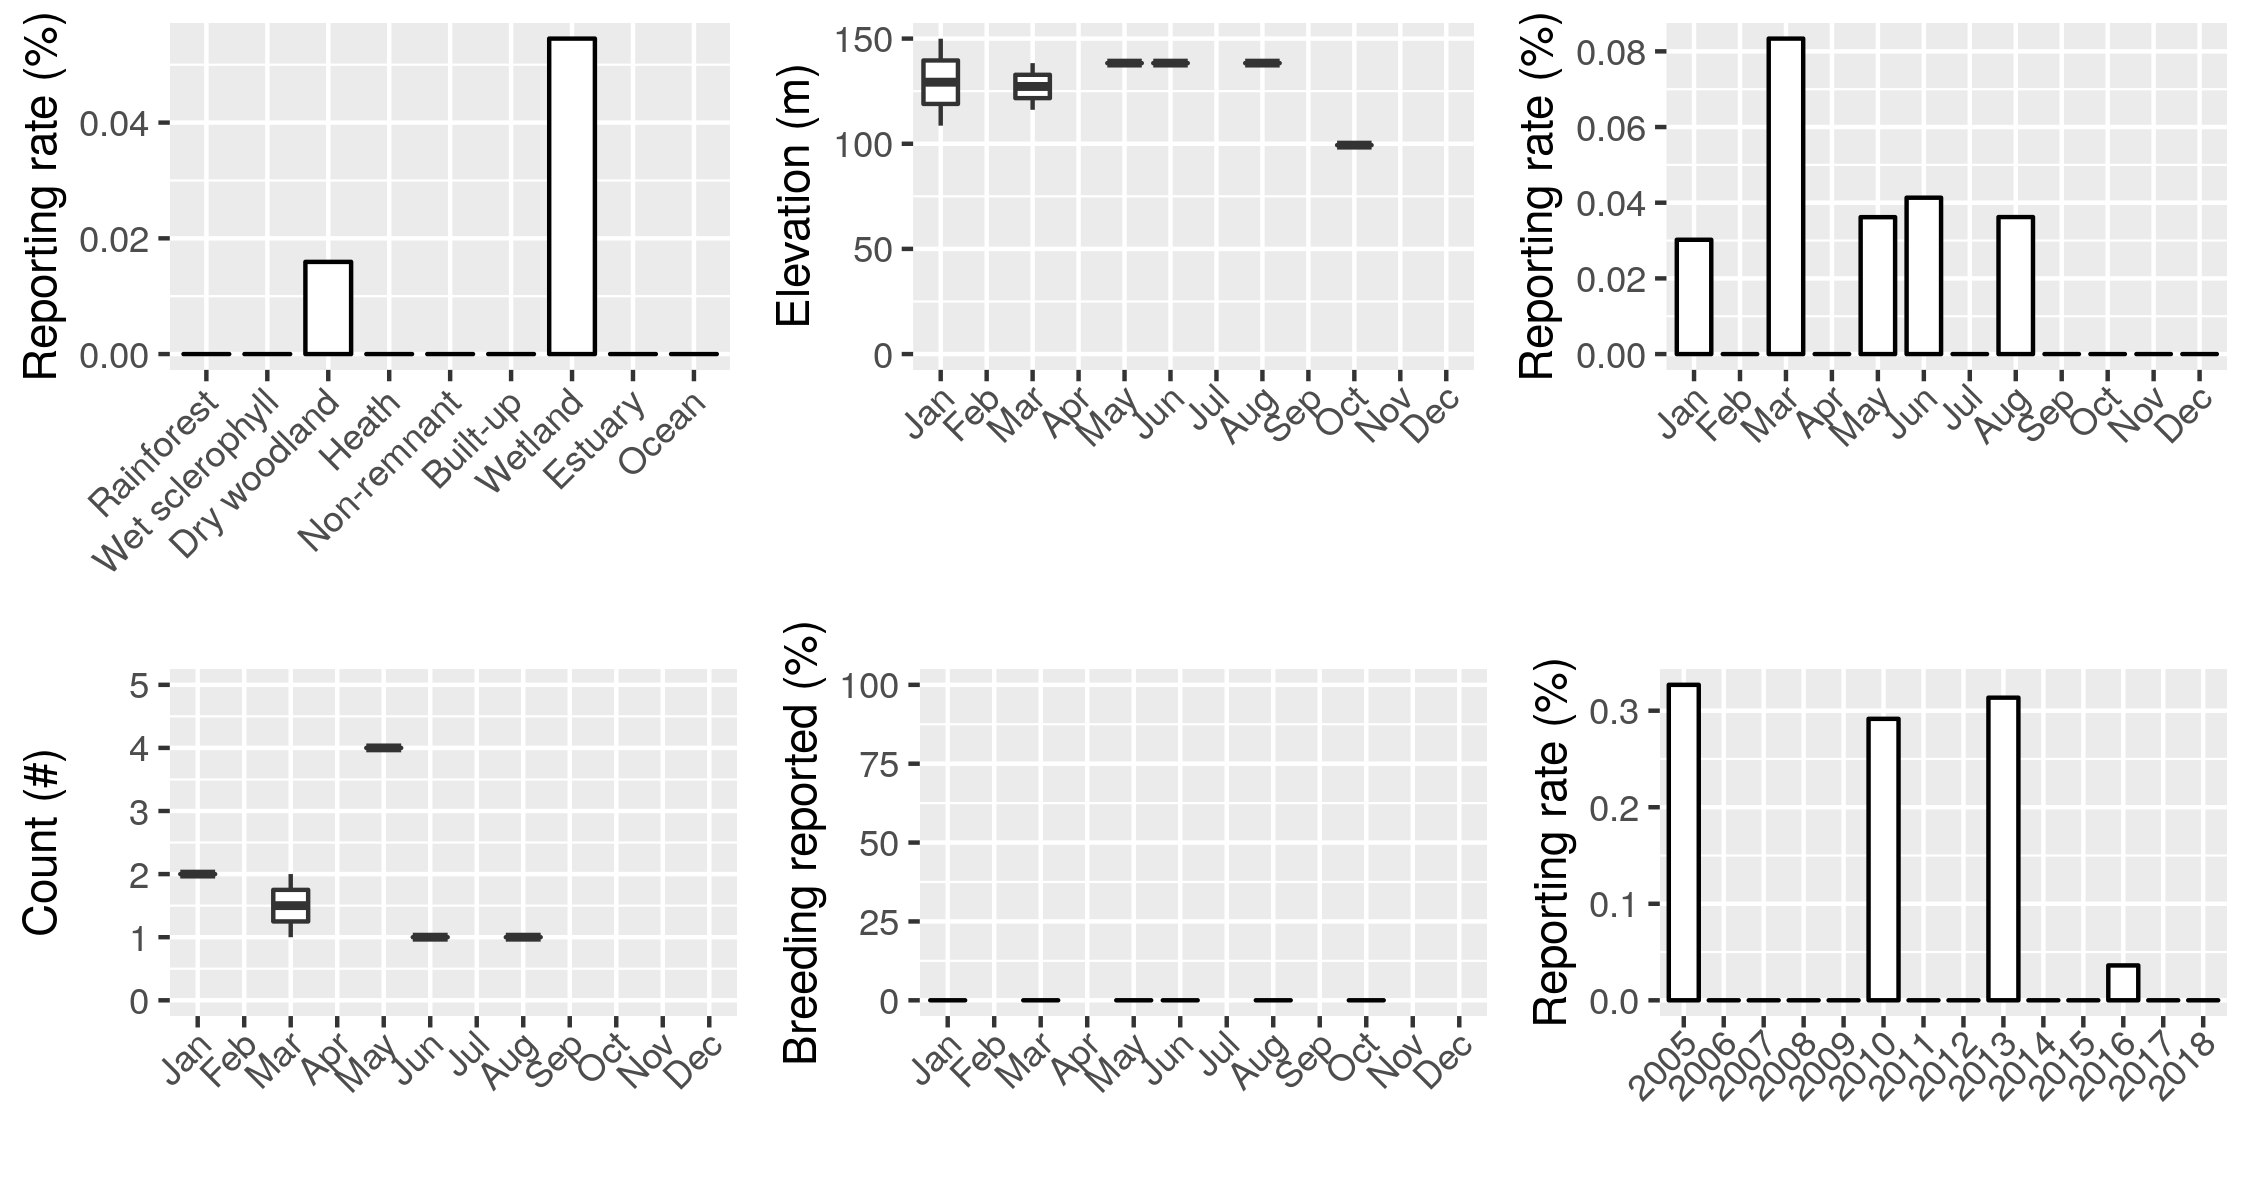 Reporting rate (%)
0.04
0.02
0.00
Rainforest
Wet sclerophyll
Dry woodland
Heath
Non-remnant
Built-up
Wetland
Estuary
Ocean
Elevation (m)
150
100
50
0
Jan
Feb
Mar
Apr
May
Jun
Jul
Aug
Sep
Oct
Nov
Dec
Reporting rate (%)
0.08
0.06
0.04
0.02
0.00
Jan
Feb
Mar
Apr
May
Jun
Jul
Aug
Sep
Oct
Nov
Dec
Count (#)
5
4
3
2
1
0
Jan
Feb
Mar
Apr
May
Jun
Jul
Aug
Sep
Oct
Nov
Dec
Breeding reported (%)
100
75
50
25
0
Jan
Feb
Mar
Apr
May
Jun
Jul
Aug
Sep
Oct
Nov
Dec
Reporting rate (%)
0.3
0.2
0.1
0.0
2005
2006
2007
2008
2009
2010
2011
2012
2013
2014
2015
2016
2017
2018